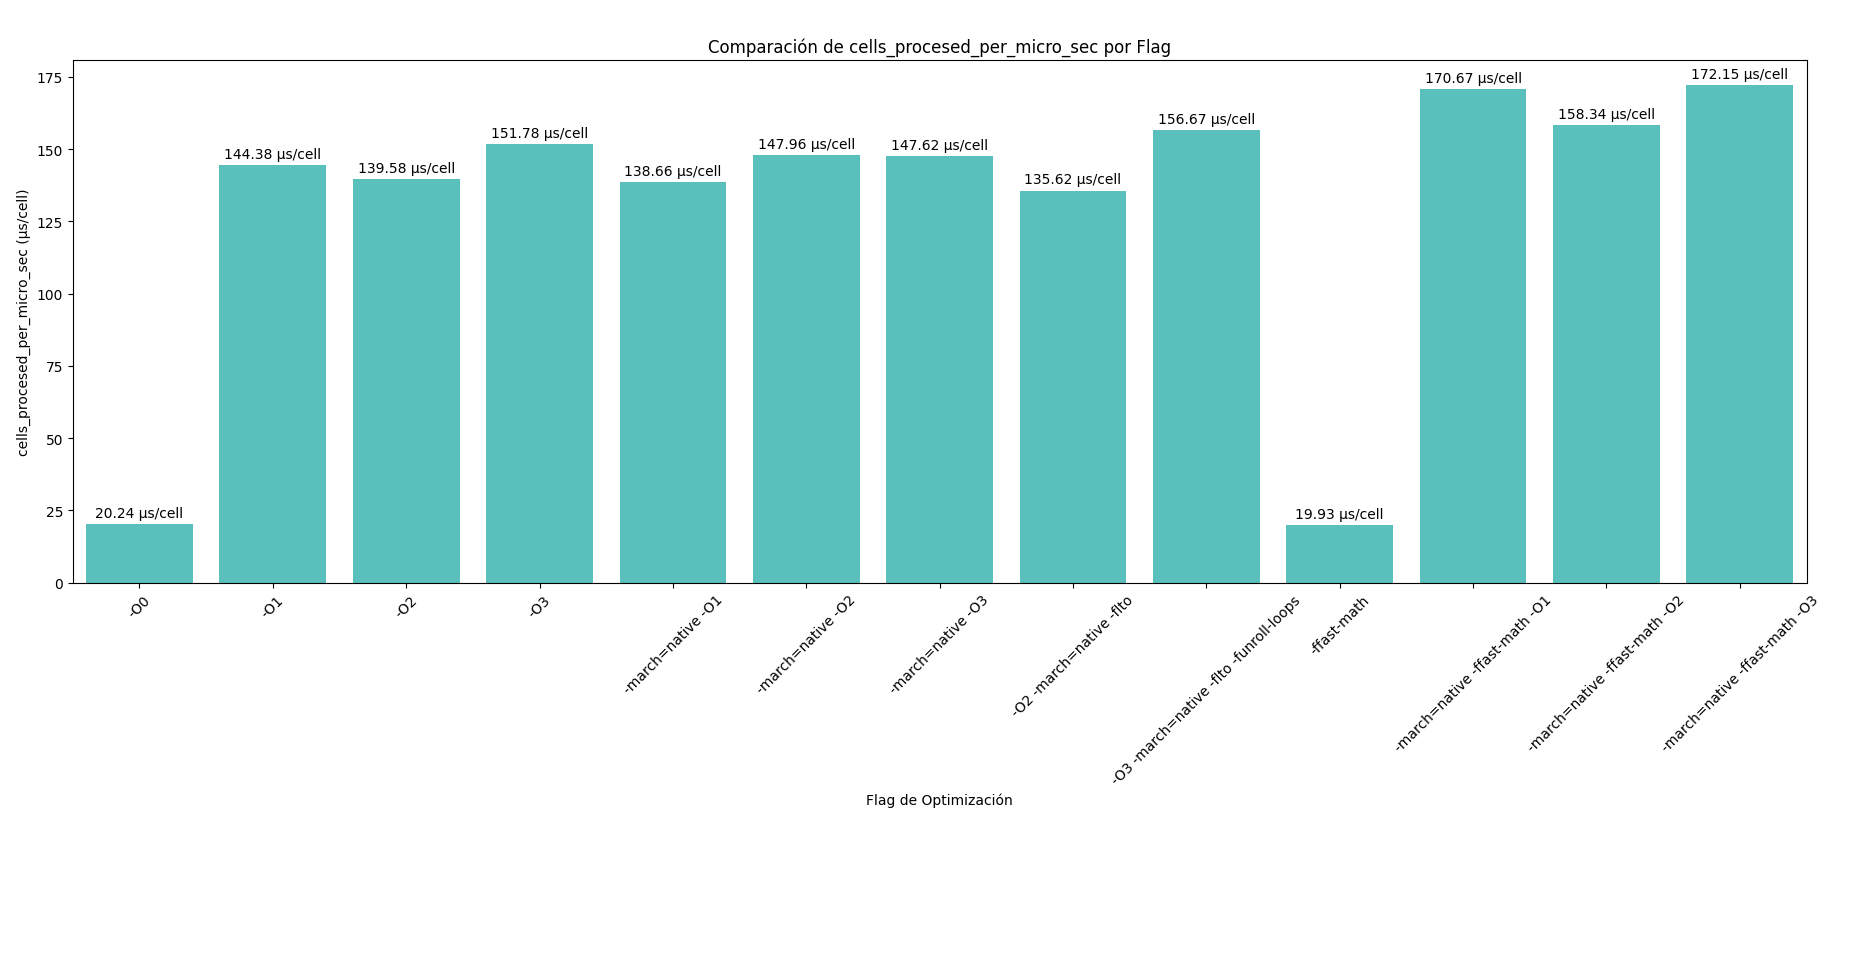 Comparación de cells_procesed_per_micro_sec por Flag
cells_procesed_per_micro_sec (μs/cell)
175
150
125
100
75
50
25
0
20.24 μs/cell
144.38 μs/cell
139.58 μs/cell
151.78 μs/cell
138.66 μs/cell
147.96 μs/cell
147.62 μs/cell
135.62 μs/cell
156.67 μs/cell
19.93 μs/cell
170.67 μs/cell
158.34 μs/cell
172.15 μs/cell
-O0
-O1
-O2
-O3
-march=native -O1
-march=native -O2
-march=native -O3
-O2 -march=native -flto
-O3 -march=native -flto -funroll-loops
-ffast-math
-march=native -ffast-math -O1
-march=native -ffast-math -O2
-march=native -ffast-math -O3
Flag de Optimización